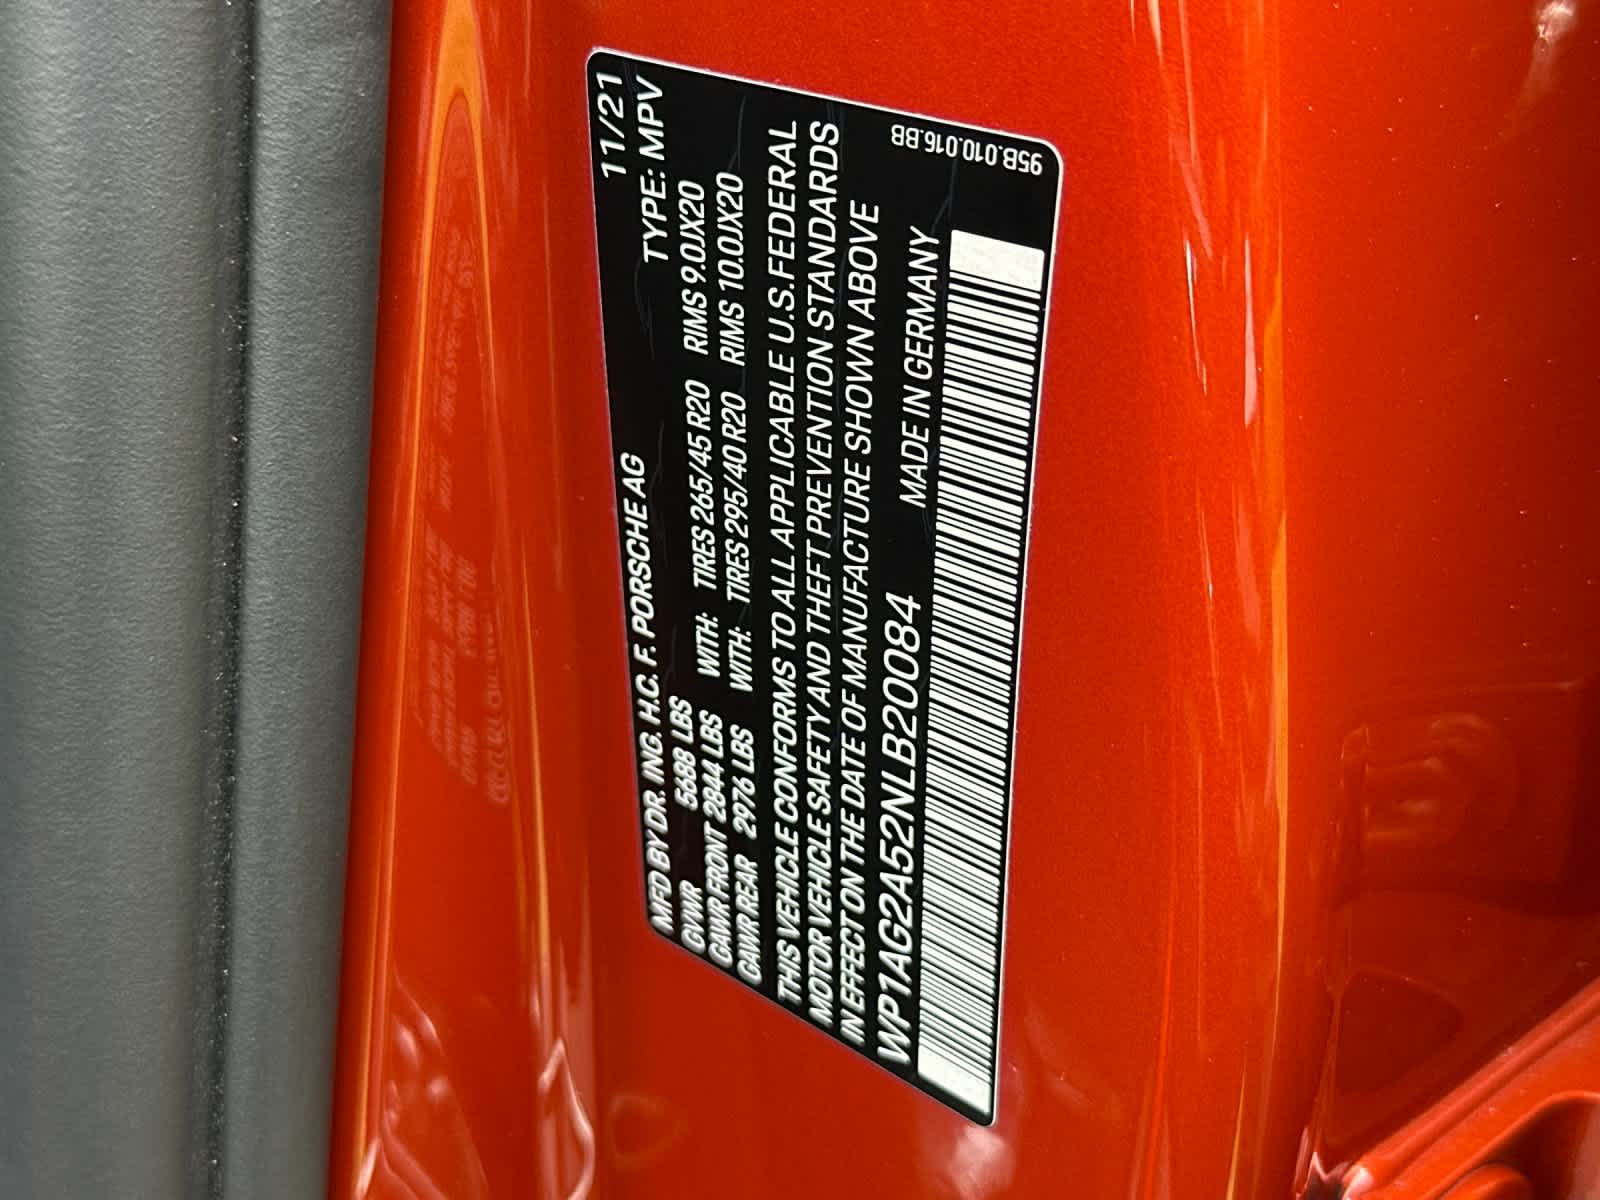 MFD BY DR. ING. H.C. F. PORSCHE AG 11/21
GVWR 5688 LBS TYPE: MPV
GAWR FRONT 2844 LBS WITH: TIRES 265/45 R20 RIMS 9.0JX20
GAWR REAR 2976 LBS WITH: TIRES 295/40 R20 RIMS 10.0JX20
THIS VEHICLE CONFORMS TO ALL APPLICABLE U.S.FEDERAL
MOTOR VEHICLE SAFETY AND THEFT PREVENTION STANDARDS
IN EFFECT ON THE DATE OF MANUFACTURE SHOWN ABOVE
WP1AG2A52NLB20084 MADE IN GERMANY
95B.010.016.BB